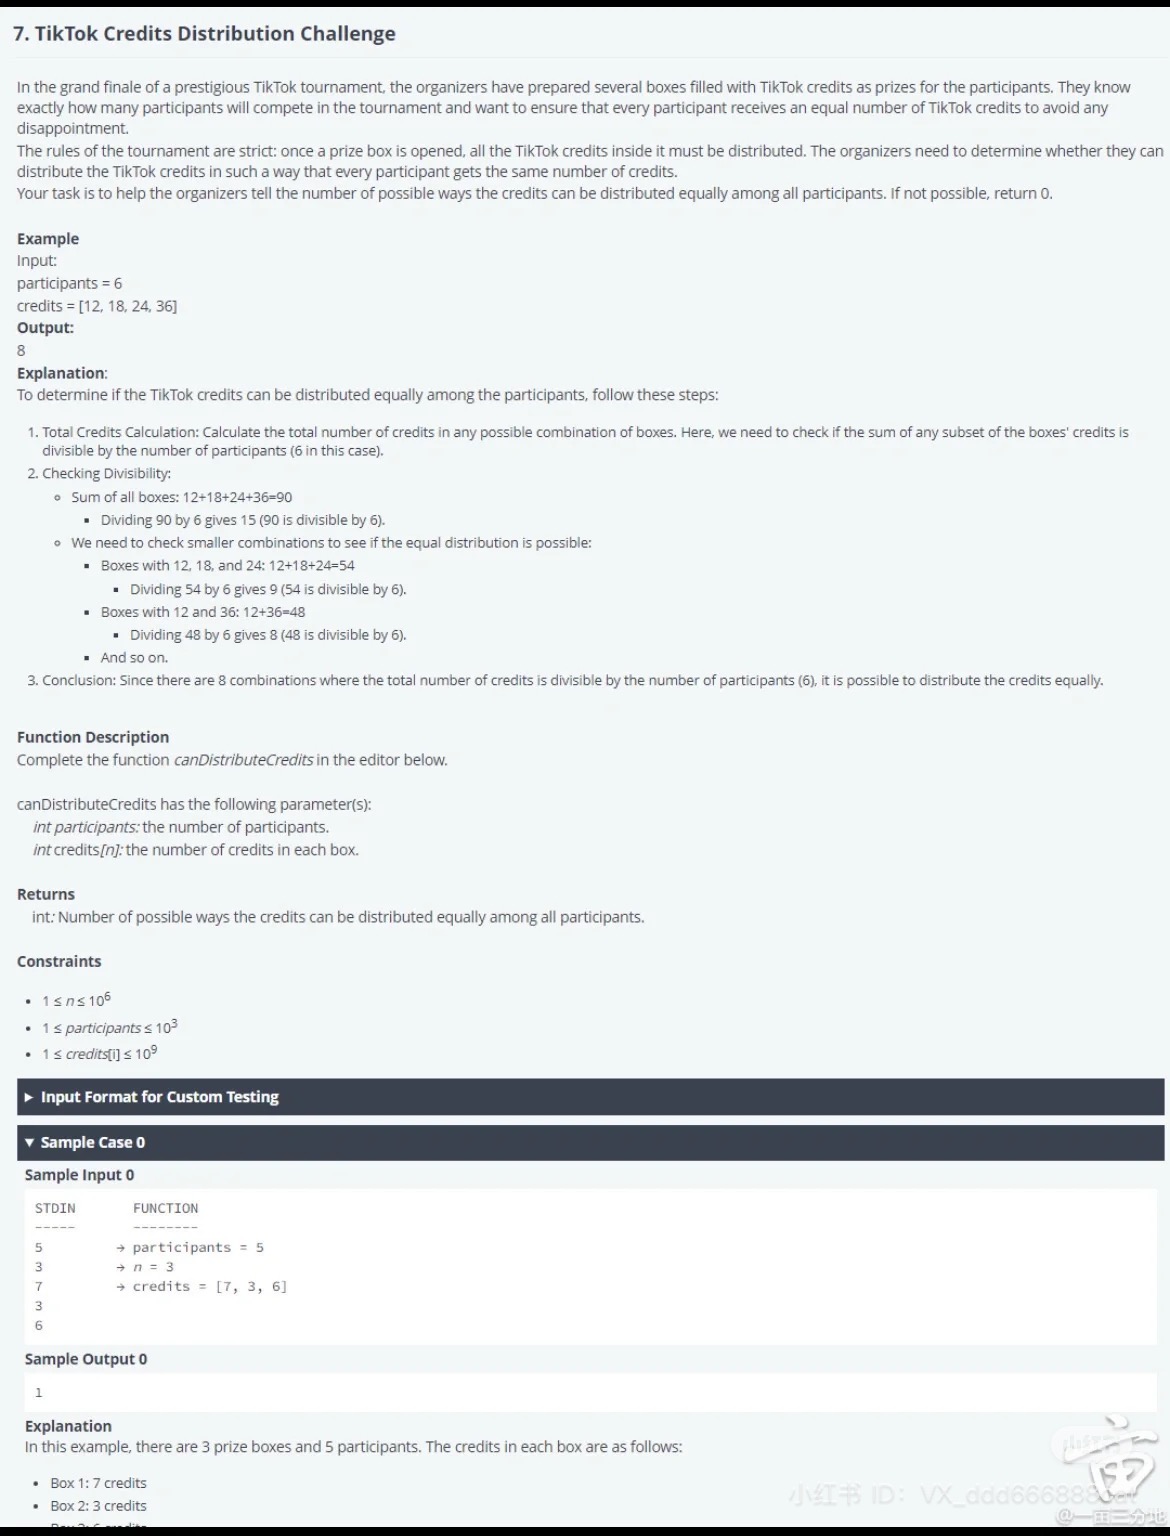 7. TikTok Credits Distribution Challenge
In the grand finale of a prestigious TikTok tournament, the organizers have prepared several boxes filled with TikTok credits as prizes for the participants. They know
exactly how many participants will compete in the tournament and want to ensure that every participant receives an equal number of TikTok credits to avoid any
disappointment.
The rules of the tournament are strict: once a prize box is opened, all the TikTok credits inside it must be distributed. The organizers need to determine whether they can
distribute the TikTok credits in such a way that every participant gets the same number of credits.
Your task is to help the organizers tell the number of possible ways the credits can be distributed equally among all participants. If not possible, return 0.
Example
Input:
participants = 6
credits = [12, 18, 24, 36]
Output:
8
Explanation:
To determine if the TikTok credits can be distributed equally among the participants, follow these steps:
1. Total Credits Calculation: Calculate the total number of credits in any possible combination of boxes. Here, we need to check if the sum of any subset of the boxes' credits is
divisible by the number of participants (6 in this case).
2. Checking Divisibility:
◦ Sum of all boxes: 12+18+24+36=90
▪ Dividing 90 by 6 gives 15 (90 is divisible by 6).
◦ We need to check smaller combinations to see if the equal distribution is possible:
▪ Boxes with 12, 18, and 24: 12+18+24=54
▪ Dividing 54 by 6 gives 9 (54 is divisible by 6).
▪ Boxes with 12 and 36: 12+36=48
▪ Dividing 48 by 6 gives 8 (48 is divisible by 6).
▪ And so on.
3. Conclusion: Since there are 8 combinations where the total number of credits is divisible by the number of participants (6), it is possible to distribute the credits equally.
Function Description
Complete the function canDistributeCredits in the editor below.
canDistributeCredits has the following parameter(s):
int participants: the number of participants.
int credits[n]: the number of credits in each box.
Returns
int: Number of possible ways the credits can be distributed equally among all participants.
Constraints
• 1 ≤ n ≤ 10⁶
• 1 ≤ participants ≤ 10³
• 1 ≤ credits[i] ≤ 10⁹
▶ Input Format for Custom Testing
▼ Sample Case 0
Sample Input 0
STDIN FUNCTION
----- --------
5 → participants = 5
3 → n = 3
7 → credits = [7, 3, 6]
3
6
Sample Output 0
1
Explanation
In this example, there are 3 prize boxes and 5 participants. The credits in each box are as follows:
• Box 1: 7 credits
• Box 2: 3 credits
小红书 ID: VX_ddd666888
@一亩三分地